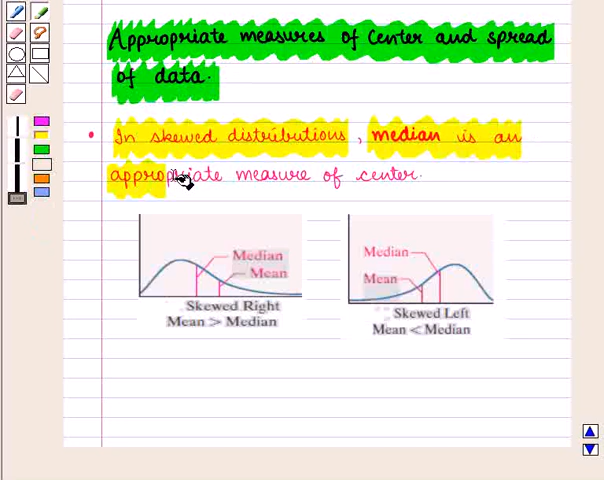 Appropriate measures of Center and spread
of data.
• In skewed distributions, median is an
appropriate measure of center.
Median
Mean
Skewed Right
Mean > Median
Median
Mean
Skewed Left
Mean < Median